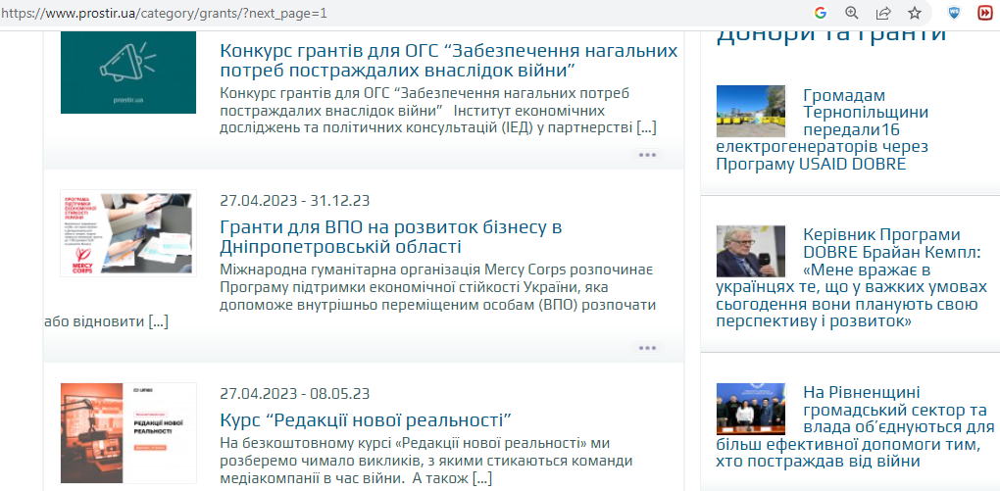 https://www.prostir.ua/category/grants/?next_page=1
prostir.ua
Конкурс грантів для ОГС “Забезпечення нагальних
потреб постраждалих внаслідок війни”
Конкурс грантів для ОГС “Забезпечення нагальних потреб
постраждалих внаслідок війни”   Інститут економічних
досліджень та політичних консультацій (ІЕД) у партнерстві [...]
ПРОГРАМА
ПІДТРИМКИ
ЕКОНОМІЧНОЇ
СТІЙКОСТІ
УКРАЇНИ
MERCY
CORPS
27.04.2023 - 31.12.23
Гранти для ВПО на розвиток бізнесу в
Дніпропетровській області
Міжнародна гуманітарна організація Mercy Corps розпочинає
Програму підтримки економічної стійкості України, яка
допоможе внутрішньо переміщеним особам (ВПО) розпочати
або відновити [...]
РЕДАКЦІЇ НОВОЇ
РЕАЛЬНОСТІ
27.04.2023 - 08.05.23
Курс “Редакції нової реальності”
На безкоштовному курсі «Редакції нової реальності» ми
розберемо чимало викликів, з якими стикаються команди
медіакомпанії в час війни.  А також [...]
Донори та гранти
Громадам
Тернопільщини
передали16
електрогенераторів через
Програму USAID DOBRE
Керівник Програми
DOBRE Брайан Кемпл:
«Мене вражає в
українцях те, що у важких умовах
сьогодення вони планують свою
перспективу і розвиток»
На Рівненщині
громадський сектор та
влада об’єднуються для
більш ефективної допомоги тим,
хто постраждав від війни